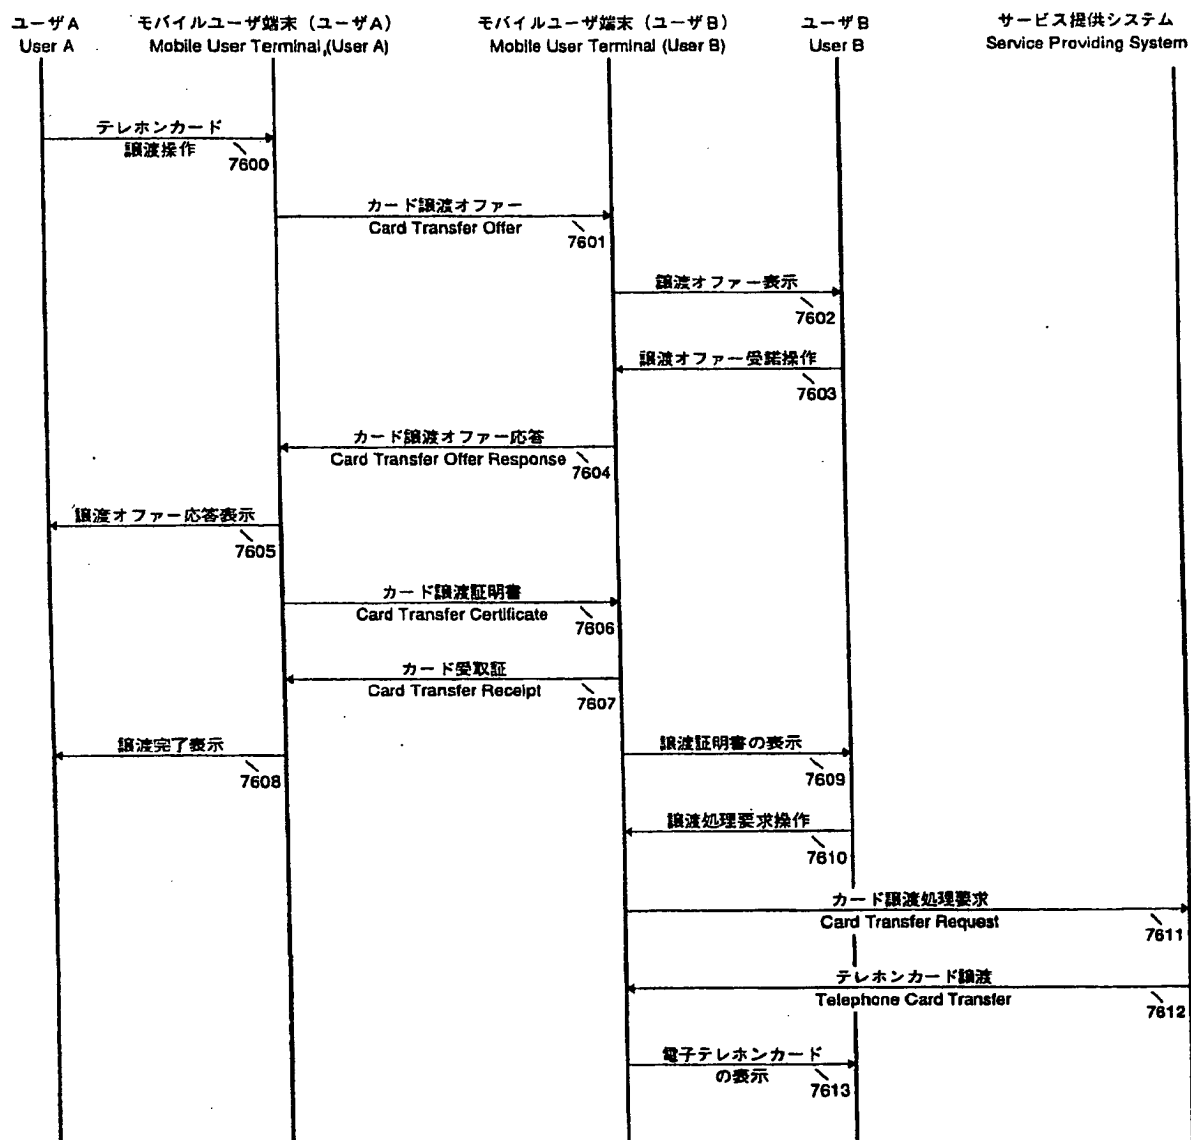 ユーザA
User A
モバイルユーザ端末（ユーザA）
Mobile User Terminal,(User A)
モバイルユーザ端末（ユーザB）
Mobile User Terminal (User B)
ユーザB
User B
サービス提供システム
Service Providing System
テレホンカード
譲渡操作
7600
カード譲渡オファー
Card Transfer Offer
7601
譲渡オファー表示
7602
譲渡オファー受諾操作
7603
カード譲渡オファー応答
Card Transfer Offer Response
7604
譲渡オファー応答表示
7605
カード譲渡証明書
Card Transfer Certificate
7606
カード受取証
Card Transfer Receipt
7607
譲渡完了表示
7608
譲渡証明書の表示
7609
譲渡処理要求操作
7610
カード譲渡処理要求
Card Transfer Request
7611
テレホンカード譲渡
Telephone Card Transfer
7612
電子テレホンカード
の表示
7613